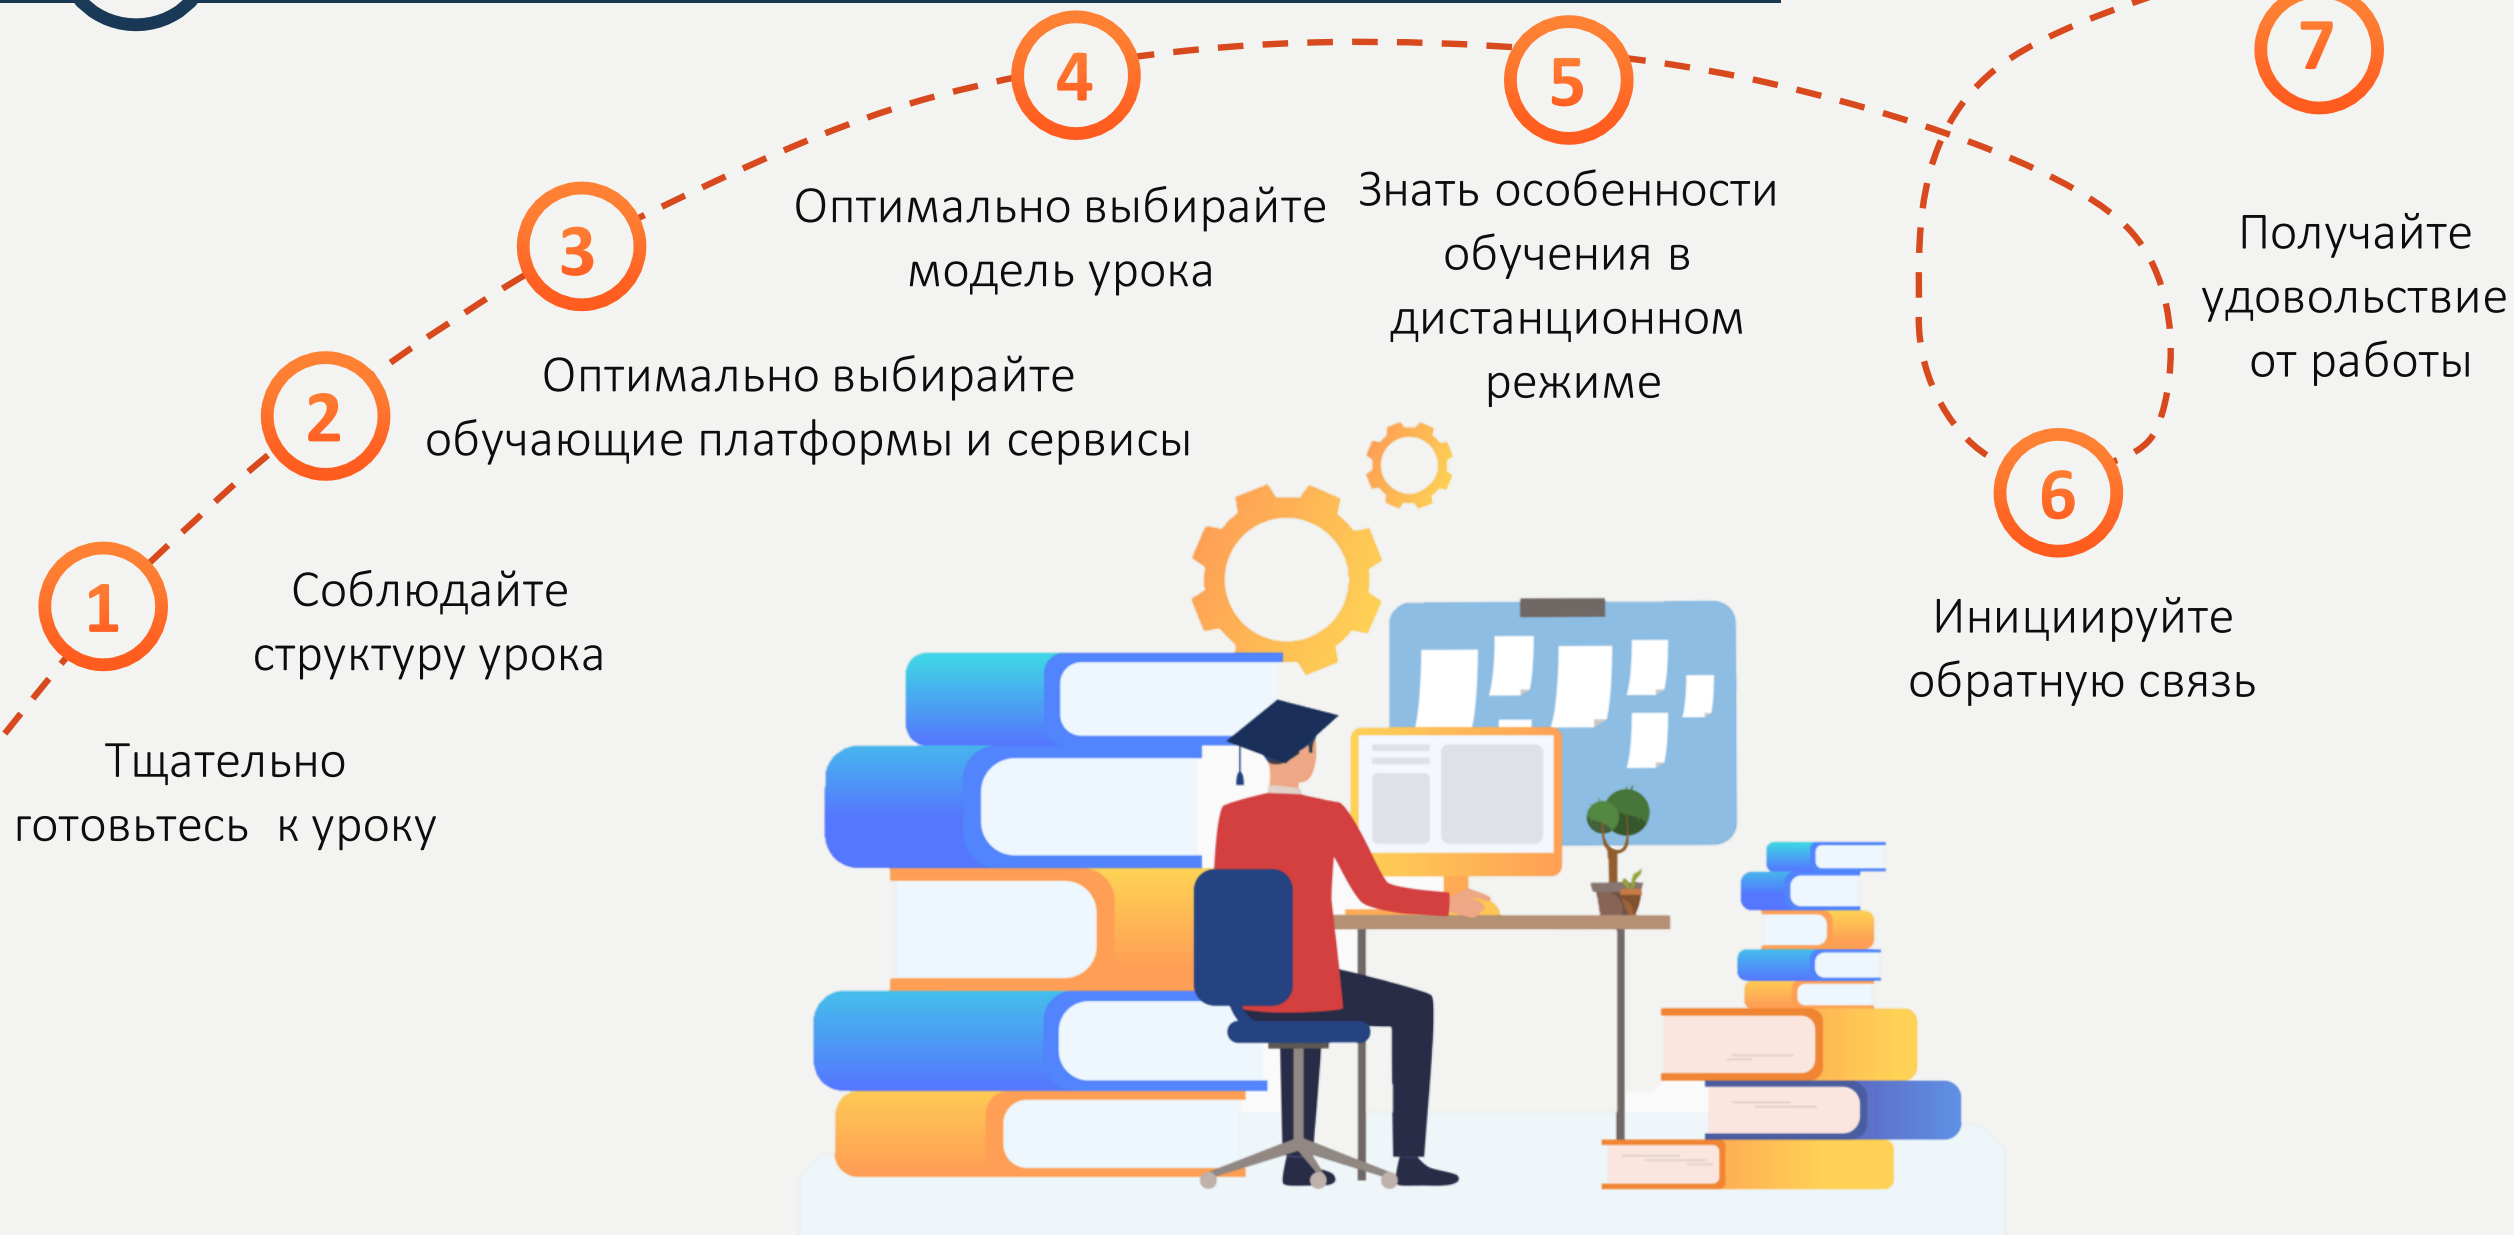 1
Тщательно
готовьтесь к уроку
2
Соблюдайте
структуру урока
3
Оптимально выбирайте
обучающие платформы и сервисы
4
Оптимально выбирайте
модель урока
5
Знать особенности
обучения в
дистанционном
режиме
6
Инициируйте
обратную связь
7
Получайте
удовольствие
от работы